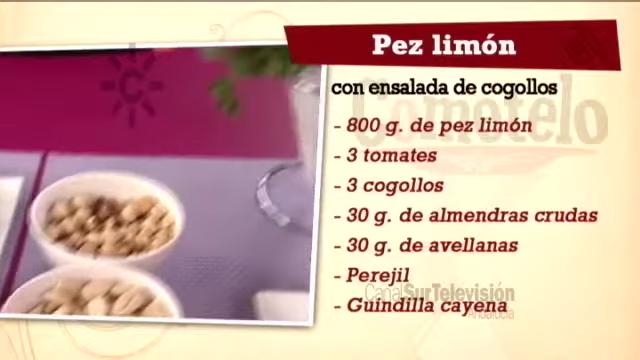 Pez limón
con ensalada de cogollos
Cómetelo
- 800 g. de pez limón
- 3 tomates
- 3 cogollos
- 30 g. de almendras crudas
- 30 g. de avellanas
- Perejil
CanalSurTelevisión
- Guindilla cayena
Andalucía